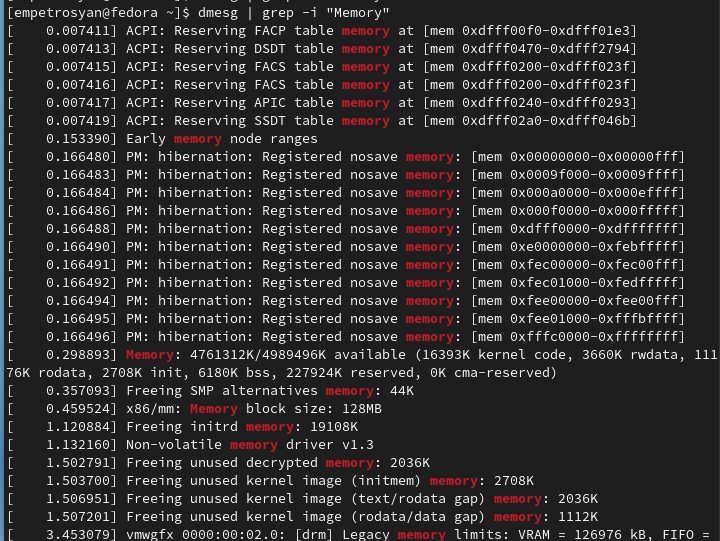 [empetrosyan@fedora ~]$ dmesg | grep -i "Memory"
[    0.007411] ACPI: Reserving FACP table memory at [mem 0xdfff00f0-0xdfff01e3]
[    0.007413] ACPI: Reserving DSDT table memory at [mem 0xdfff0470-0xdfff2794]
[    0.007415] ACPI: Reserving FACS table memory at [mem 0xdfff0200-0xdfff023f]
[    0.007416] ACPI: Reserving FACS table memory at [mem 0xdfff0200-0xdfff023f]
[    0.007417] ACPI: Reserving APIC table memory at [mem 0xdfff0240-0xdfff0293]
[    0.007419] ACPI: Reserving SSDT table memory at [mem 0xdfff02a0-0xdfff046b]
[    0.153390] Early memory node ranges
[    0.166480] PM: hibernation: Registered nosave memory: [mem 0x00000000-0x00000fff]
[    0.166483] PM: hibernation: Registered nosave memory: [mem 0x0009f000-0x0009ffff]
[    0.166484] PM: hibernation: Registered nosave memory: [mem 0x000a0000-0x000effff]
[    0.166486] PM: hibernation: Registered nosave memory: [mem 0x000f0000-0x000fffff]
[    0.166488] PM: hibernation: Registered nosave memory: [mem 0xdfff0000-0xdfffffff]
[    0.166490] PM: hibernation: Registered nosave memory: [mem 0xe0000000-0xfebfffff]
[    0.166491] PM: hibernation: Registered nosave memory: [mem 0xfec00000-0xfec00fff]
[    0.166492] PM: hibernation: Registered nosave memory: [mem 0xfec01000-0xfedfffff]
[    0.166494] PM: hibernation: Registered nosave memory: [mem 0xfee00000-0xfee00fff]
[    0.166495] PM: hibernation: Registered nosave memory: [mem 0xfee01000-0xfffbffff]
[    0.166496] PM: hibernation: Registered nosave memory: [mem 0xfffc0000-0xffffffff]
[    0.298893] Memory: 4761312K/4989496K available (16393K kernel code, 3660K rwdata, 111
76K rodata, 2708K init, 6180K bss, 227924K reserved, 0K cma-reserved)
[    0.357093] Freeing SMP alternatives memory: 44K
[    0.459524] x86/mm: Memory block size: 128MB
[    1.120884] Freeing initrd memory: 19108K
[    1.132160] Non-volatile memory driver v1.3
[    1.502791] Freeing unused decrypted memory: 2036K
[    1.503700] Freeing unused kernel image (initmem) memory: 2708K
[    1.506951] Freeing unused kernel image (text/rodata gap) memory: 2036K
[    1.507201] Freeing unused kernel image (rodata/data gap) memory: 1112K
[    3.453079] vmwgfx 0000:00:02.0: [drm] Legacy memory limits: VRAM = 126976 kB, FIFO =